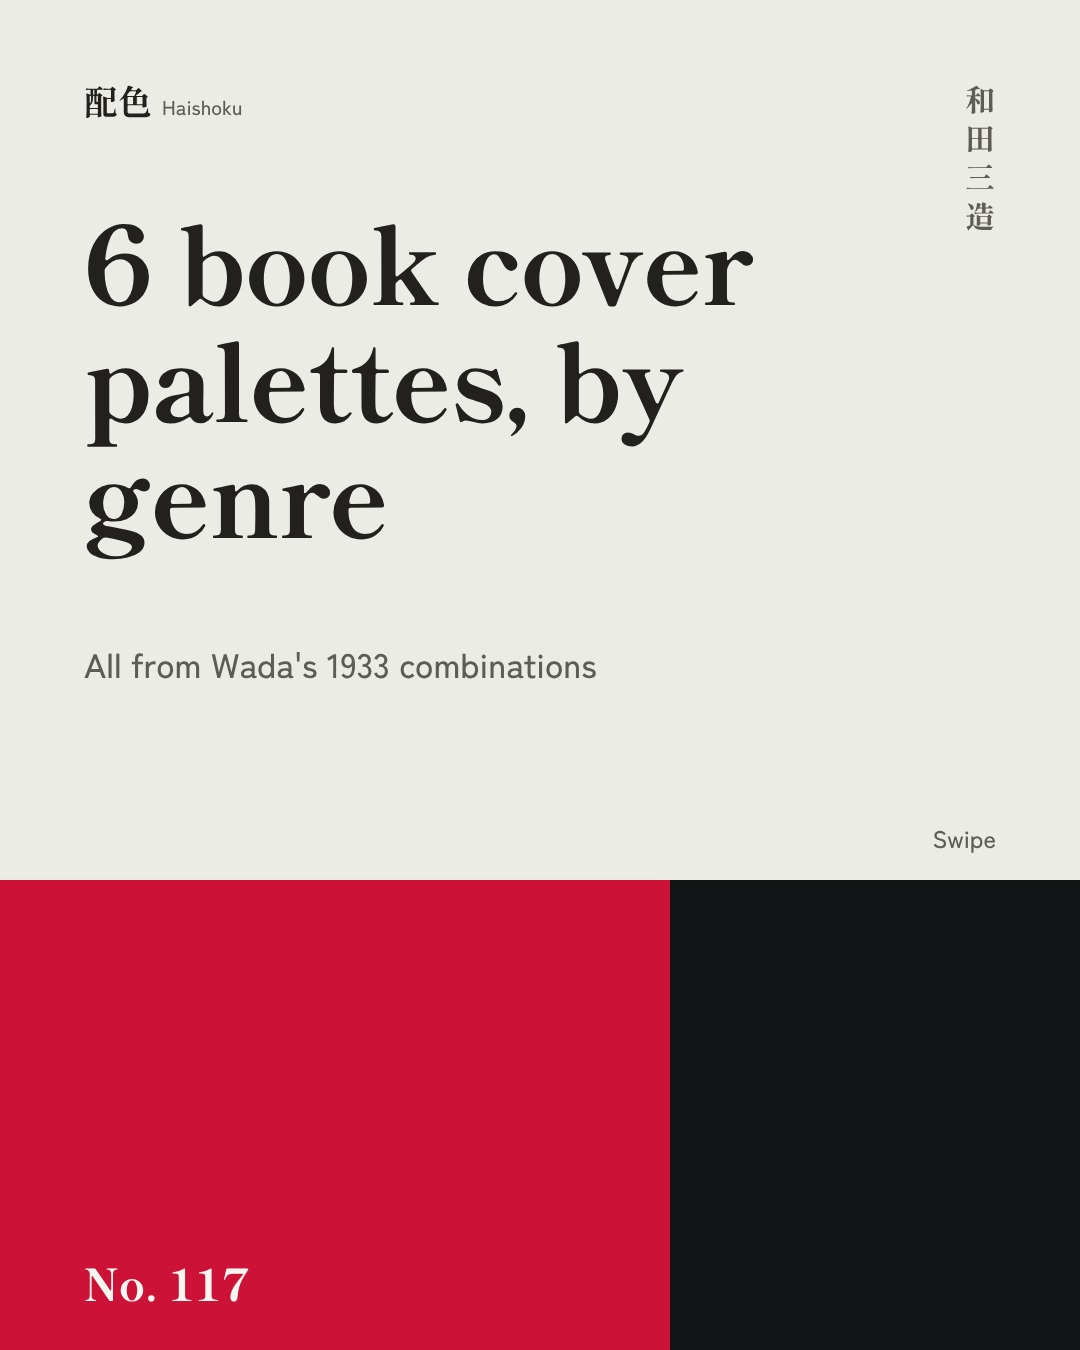 配色 Haishoku
和田三造
6 book cover
palettes, by
genre
All from Wada's 1933 combinations
Swipe
No. 117